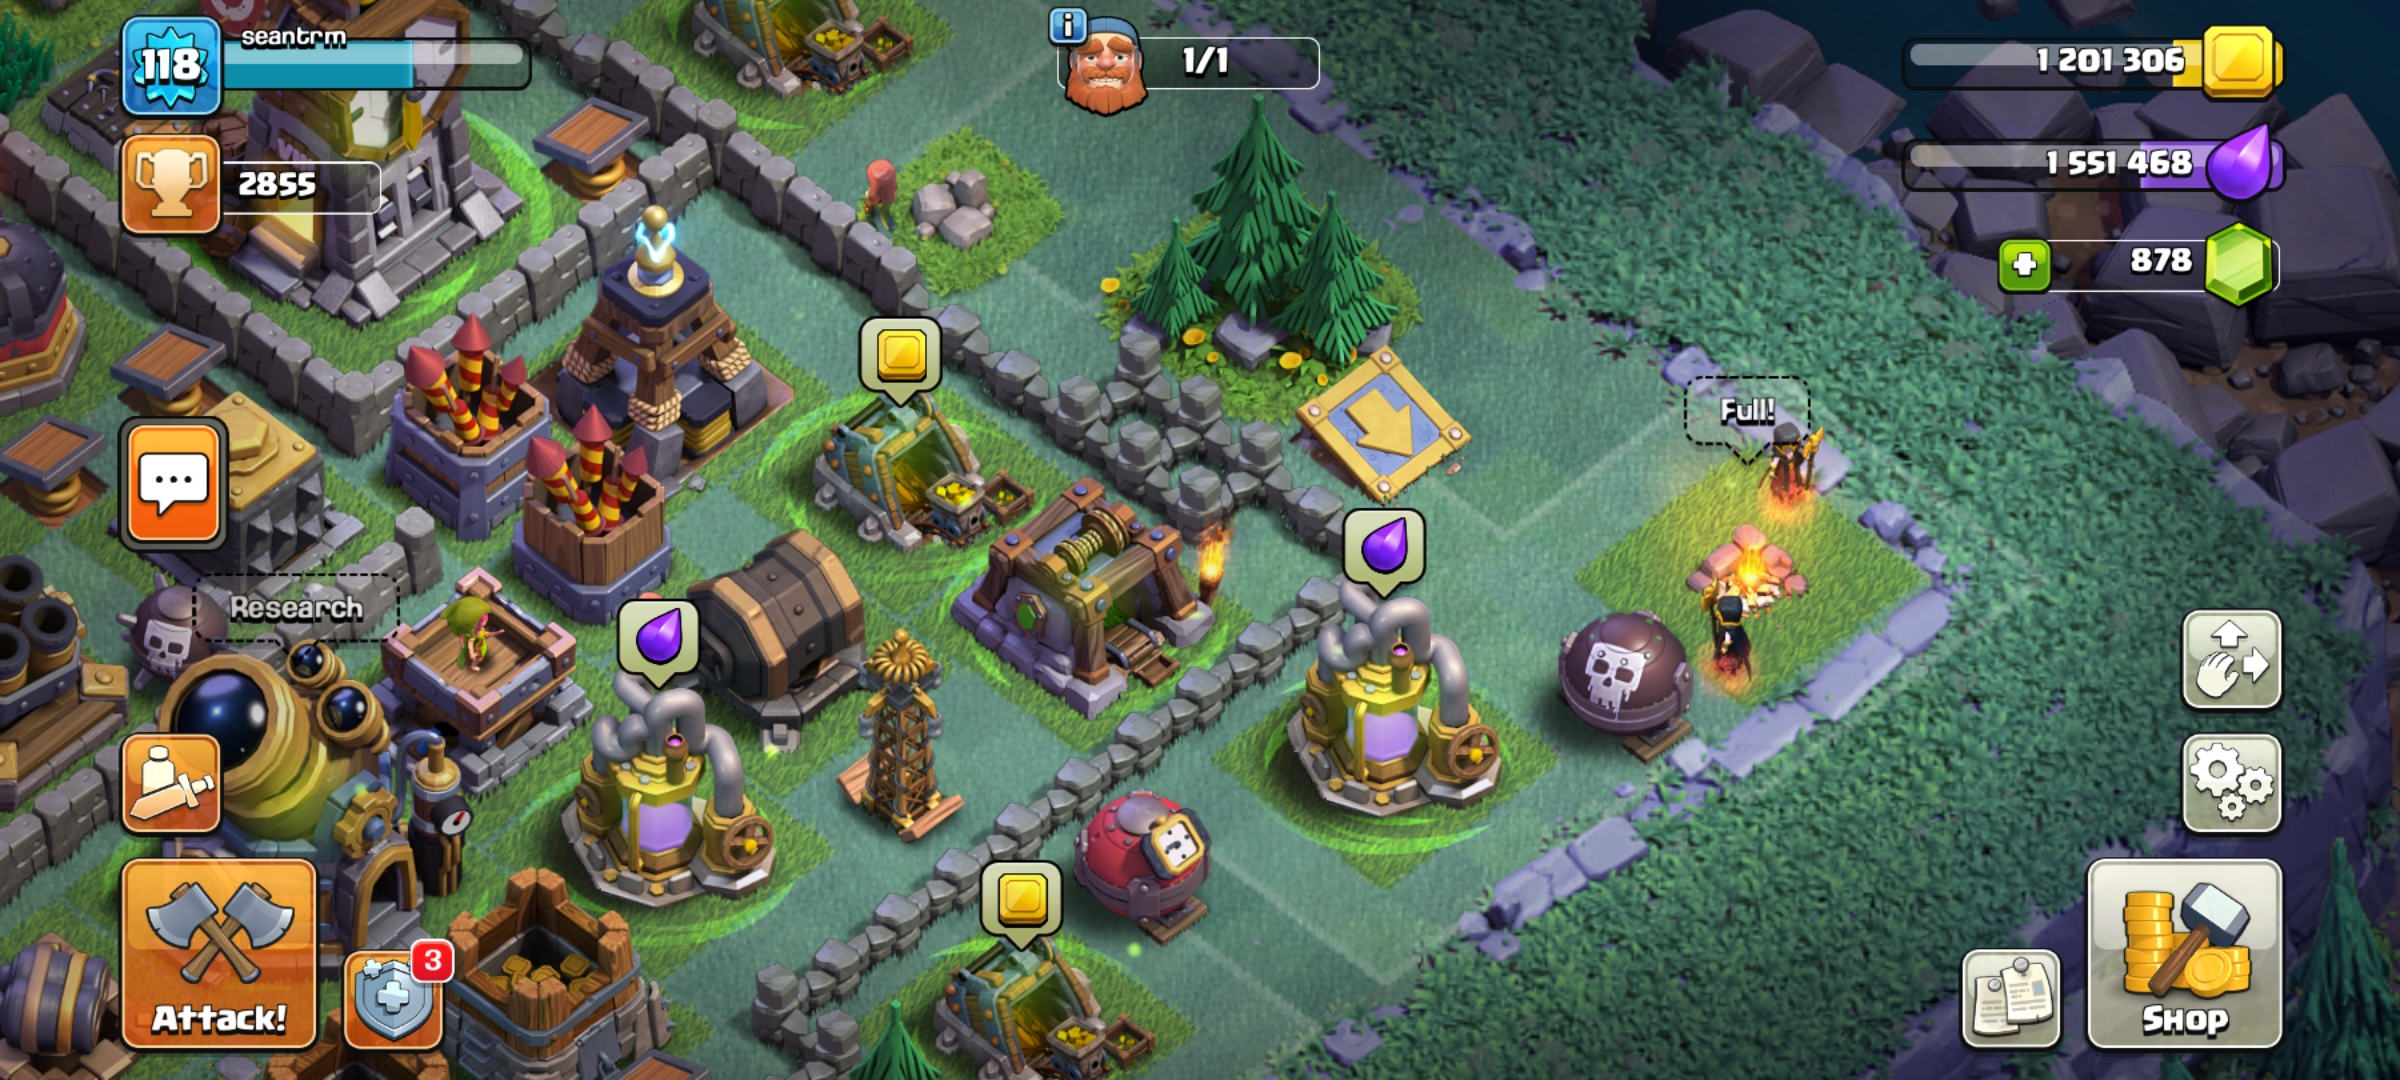 118
seantrm
1/1
1 201 306
2855
1 551 468
878
Full!
Research
3
Attack!
Shop